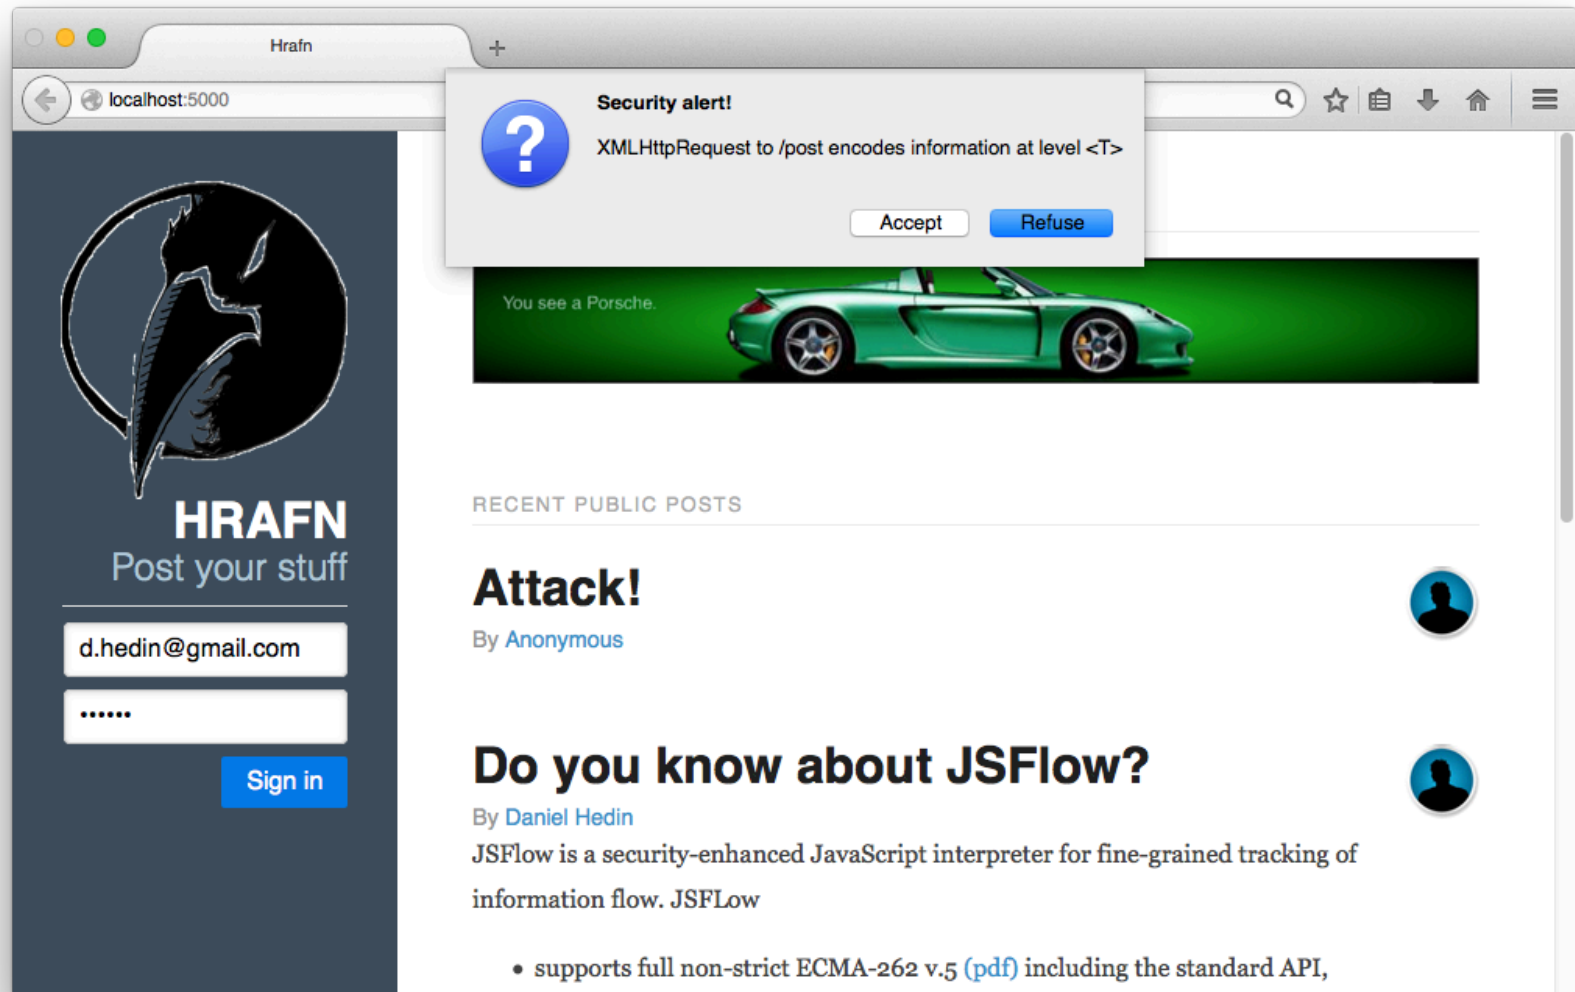 Hrafn
localhost:5000
Security alert!
XMLHttpRequest to /post encodes information at level <T>
Accept
Refuse
You see a Porsche.
HRAFN
Post your stuff
d.hedin@gmail.com
••••••
Sign in
RECENT PUBLIC POSTS
Attack!
By Anonymous
Do you know about JSFlow?
By Daniel Hedin
JSFlow is a security-enhanced JavaScript interpreter for fine-grained tracking of
information flow. JSFLow
• supports full non-strict ECMA-262 v.5 (pdf) including the standard API,